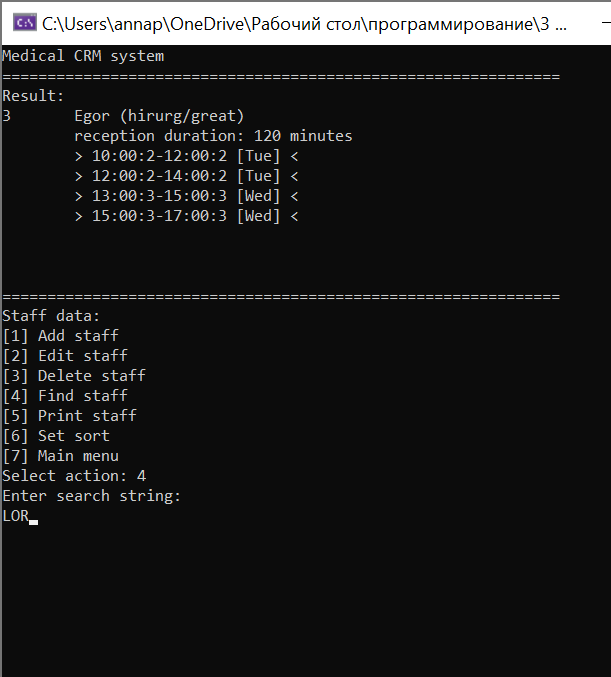 C:\Users\annap\OneDrive\Рабочий стол\программирование\3 ...
Medical CRM system
==============================================================
Result:
3       Egor (hirurg/great)
        reception duration: 120 minutes
        > 10:00:2-12:00:2 [Tue] <
        > 12:00:2-14:00:2 [Tue] <
        > 13:00:3-15:00:3 [Wed] <
        > 15:00:3-17:00:3 [Wed] <
==============================================================
Staff data:
[1] Add staff
[2] Edit staff
[3] Delete staff
[4] Find staff
[5] Print staff
[6] Set sort
[7] Main menu
Select action: 4
Enter search string:
LOR